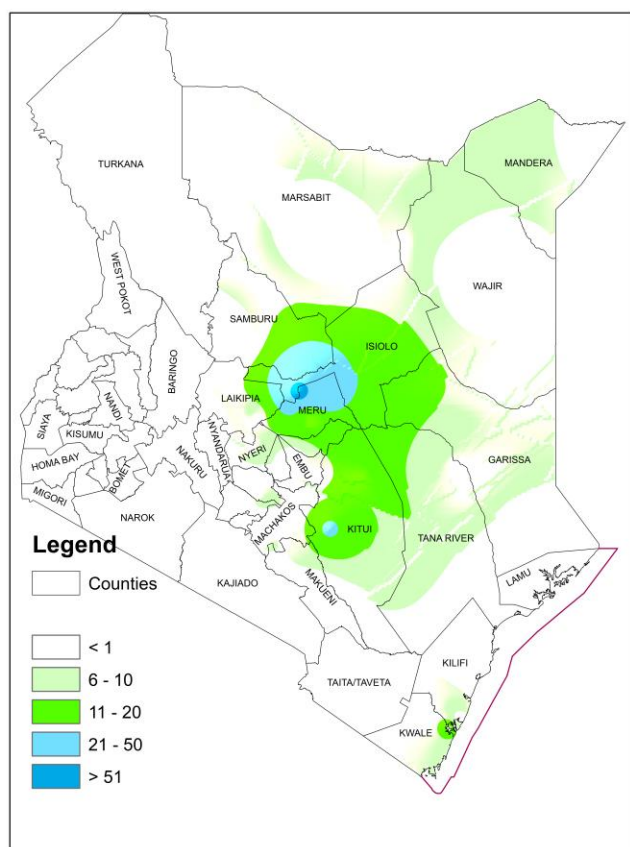 TURKANA
MANDERA
MARSABIT
WEST POKOT
WAJIR
SAMBURU
ISIOLO
BARINGO
LAIKIPIA
MERU
NANDI
SIAYA
KISUMU
NYANDARUA
NYERI
EMBU
NAKURU
HOMA BAY
BOMET
GARISSA
MIGORI
NAROK
MACHAKOS
KITUI
TANA RIVER
KAJIADO
MAKUENI
LAMU
Legend
Counties
< 1
6 - 10
11 - 20
21 - 50
> 51
KILIFI
TAITA/TAVETA
KWALE